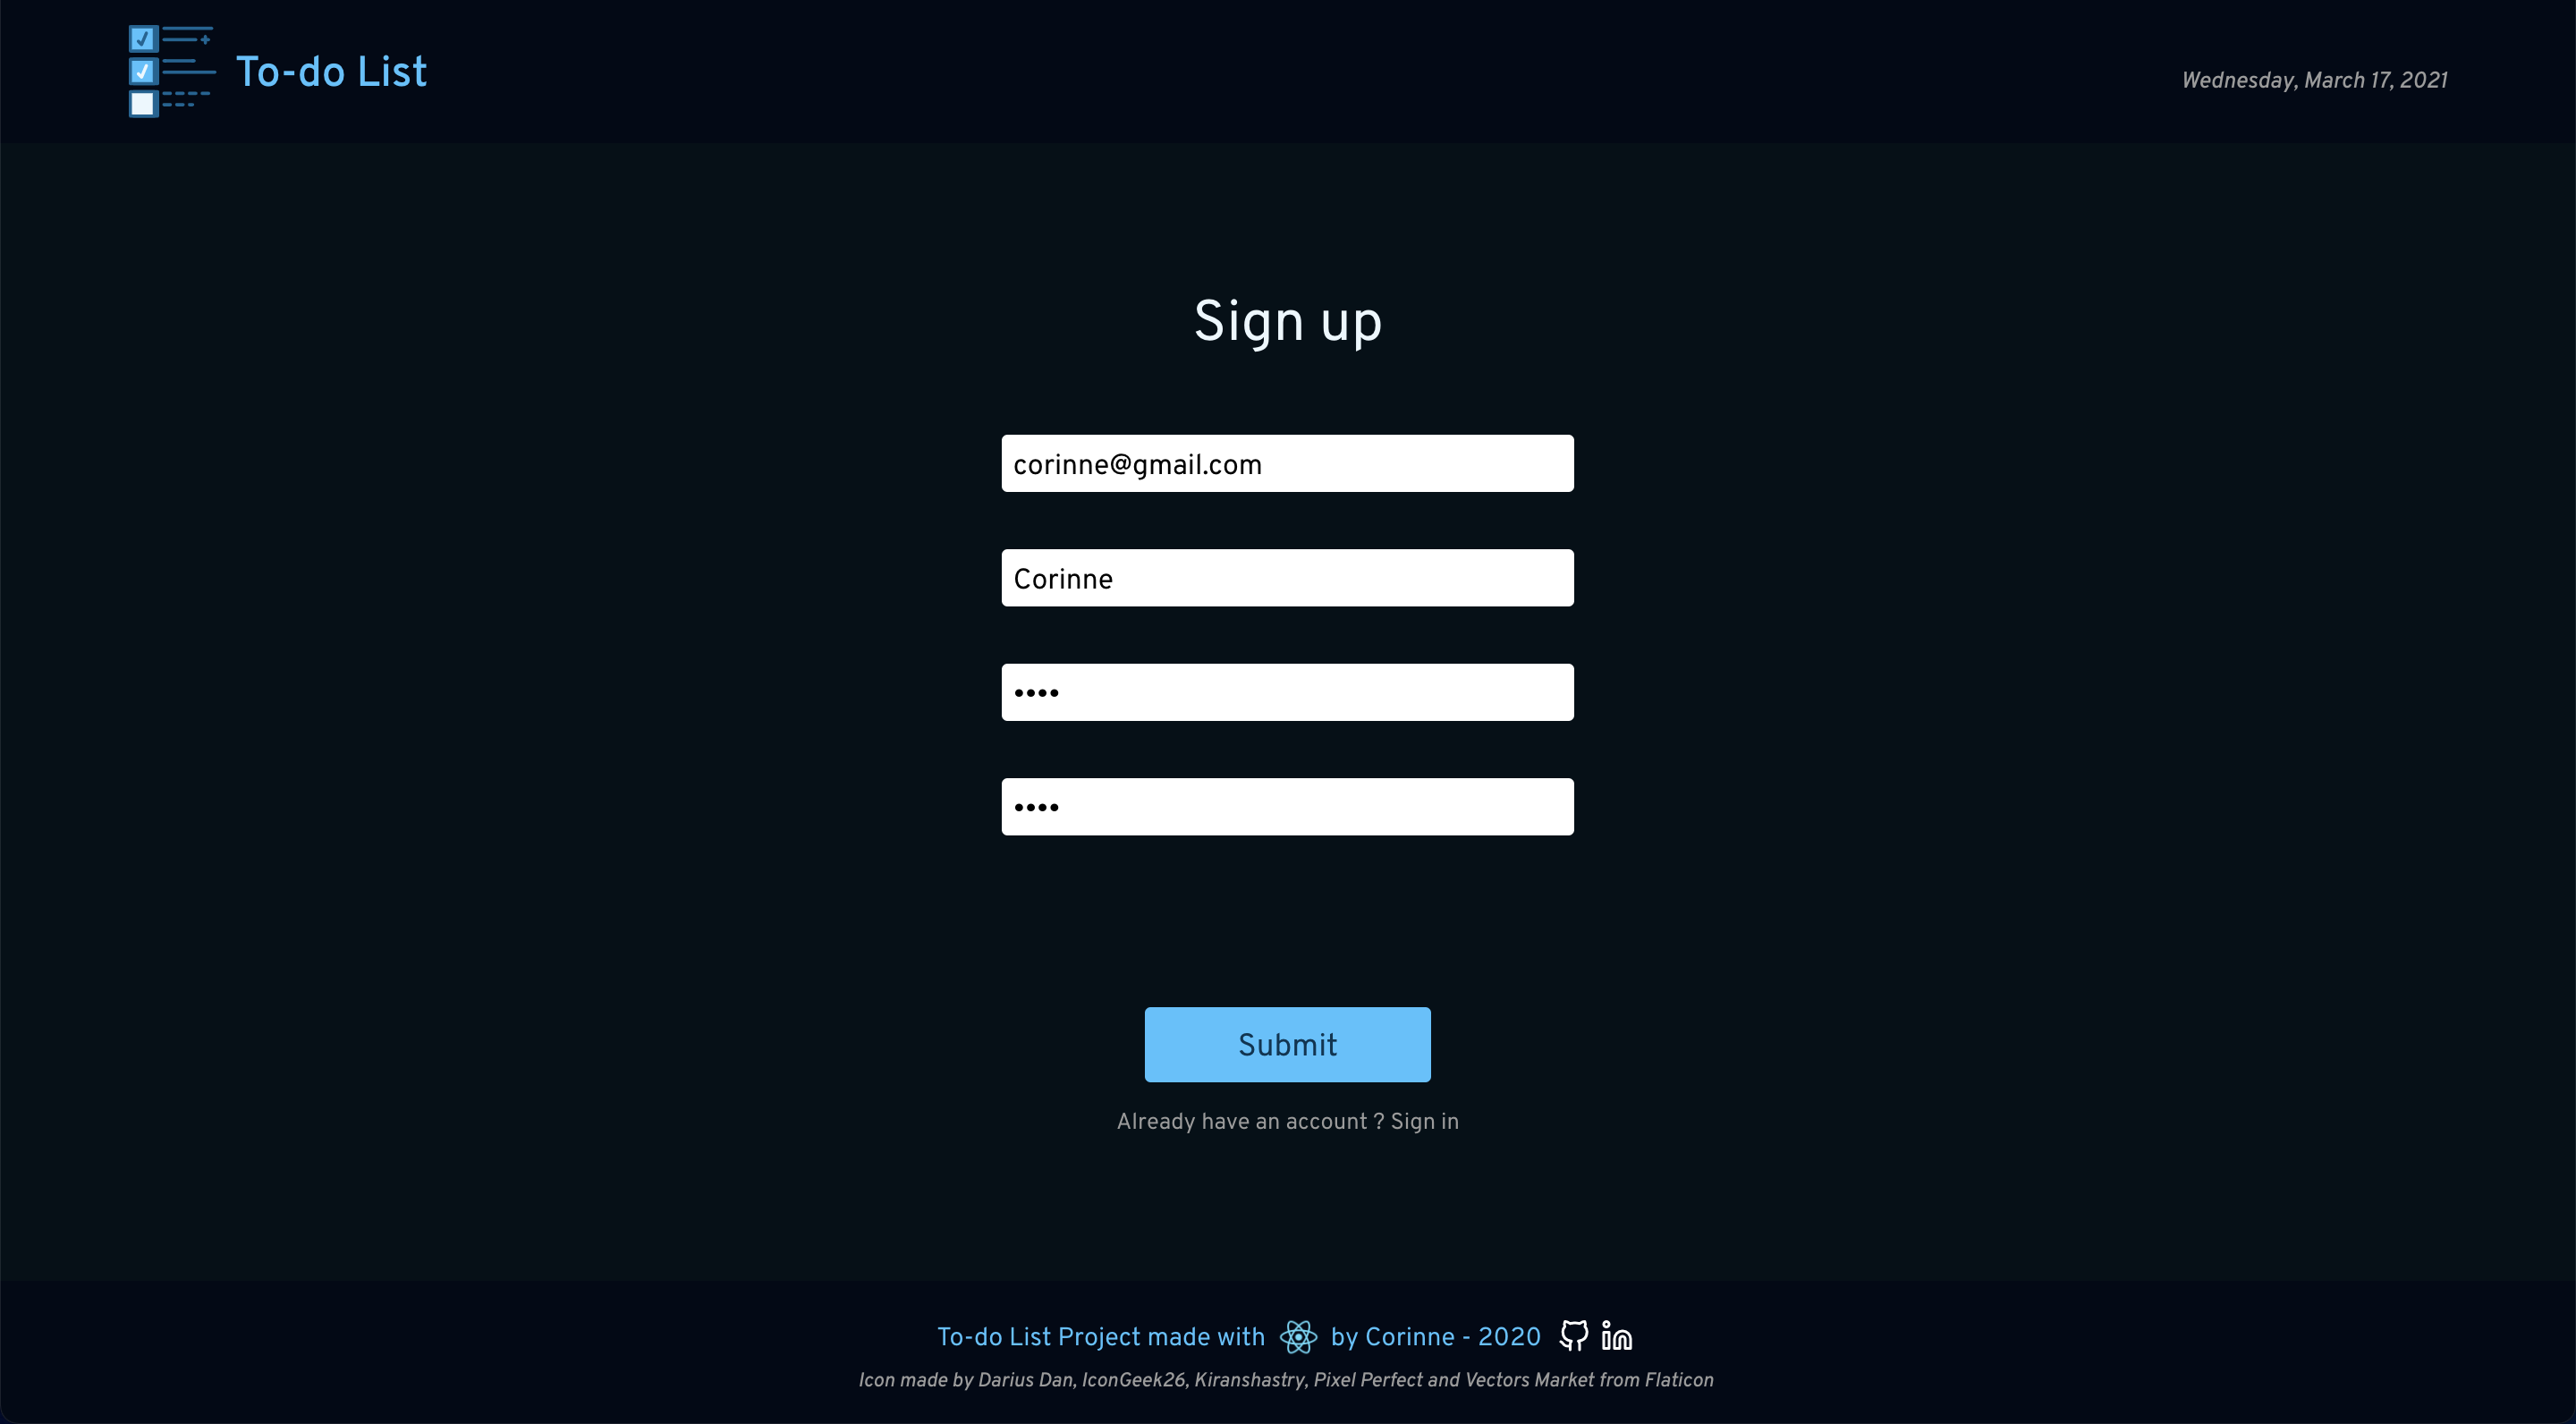 To-do List
Wednesday, March 17, 2021
Sign up
corinne@gmail.com
Corinne
••••
••••
Submit
Already have an account ? Sign in
To-do List Project made with by Corinne - 2020
Icon made by Darius Dan, IconGeek26, Kiranshastry, Pixel Perfect and Vectors Market from Flaticon